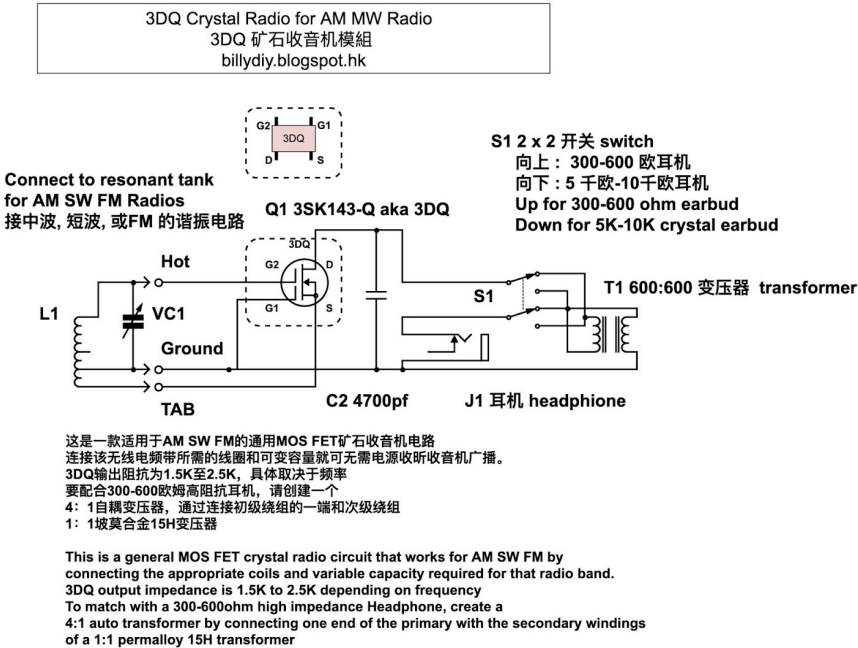 3DQ Crystal Radio for AM MW Radio
3DQ 矿石收音机模組
billydiy.blogspot.hk
G2
G1
3DQ
D
S
S1 2 x 2 开关 switch
向上： 300-600 欧耳机
向下：5 千欧-10千欧耳机
Up for 300-600 ohm earbud
Down for 5K-10K crystal earbud
Connect to resonant tank
for AM SW FM Radios
接中波, 短波, 或FM 的谐振电路
Q1 3SK143-Q aka 3DQ
3DQ
G2
D
G1
S
Hot
L1
VC1
Ground
TAB
S1
T1 600:600 变压器 transformer
C2 4700pf
J1 耳机 headphione
这是一款适用于AM SW FM的通用MOS FET矿石收音机电路
连接该无线电频带所需的线圈和可变容量就可无需电源收听收音机广播。
3DQ输出阻抗为1.5K至2.5K，具体取决于频率
要配合300-600欧姆高阻抗耳机，请创建一个
4：1自耦变压器，通过连接初级绕组的一端和次级绕组
1：1坡莫合金15H变压器
This is a general MOS FET crystal radio circuit that works for AM SW FM by
connecting the appropriate coils and variable capacity required for that radio band.
3DQ output impedance is 1.5K to 2.5K depending on frequency
To match with a 300-600ohm high impedance Headphone, create a
4:1 auto transformer by connecting one end of the primary with the secondary windings
of a 1:1 permalloy 15H transformer